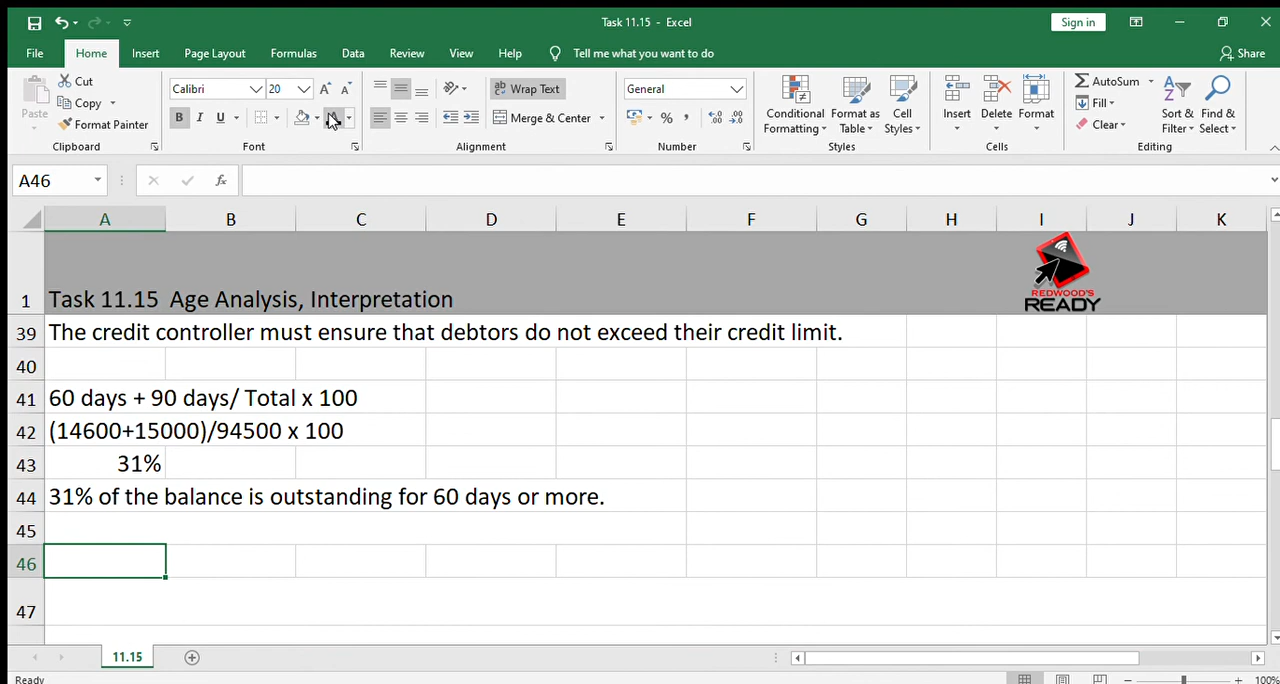 Task 11.15 - Excel
Sign in
File Home Insert Page Layout Formulas Data Review View Help Tell me what you want to do Share
Paste
Cut
Copy
Format Painter
Clipboard
Calibri 20
B I U
Font
Wrap Text
Merge & Center
Alignment
General
Number
Conditional Formatting
Format as Table
Cell Styles
Styles
Insert Delete Format
Cells
AutoSum
Fill
Clear
Sort & Filter
Find & Select
Editing
A46 fx
A B C D E F G H I J K
1 Task 11.15 Age Analysis, Interpretation
REDWOOD'S
READY
39 The credit controller must ensure that debtors do not exceed their credit limit.
40
41 60 days + 90 days/ Total x 100
42 (14600+15000)/94500 x 100
43 31%
44 31% of the balance is outstanding for 60 days or more.
45
46
47
11.15
Ready 100%